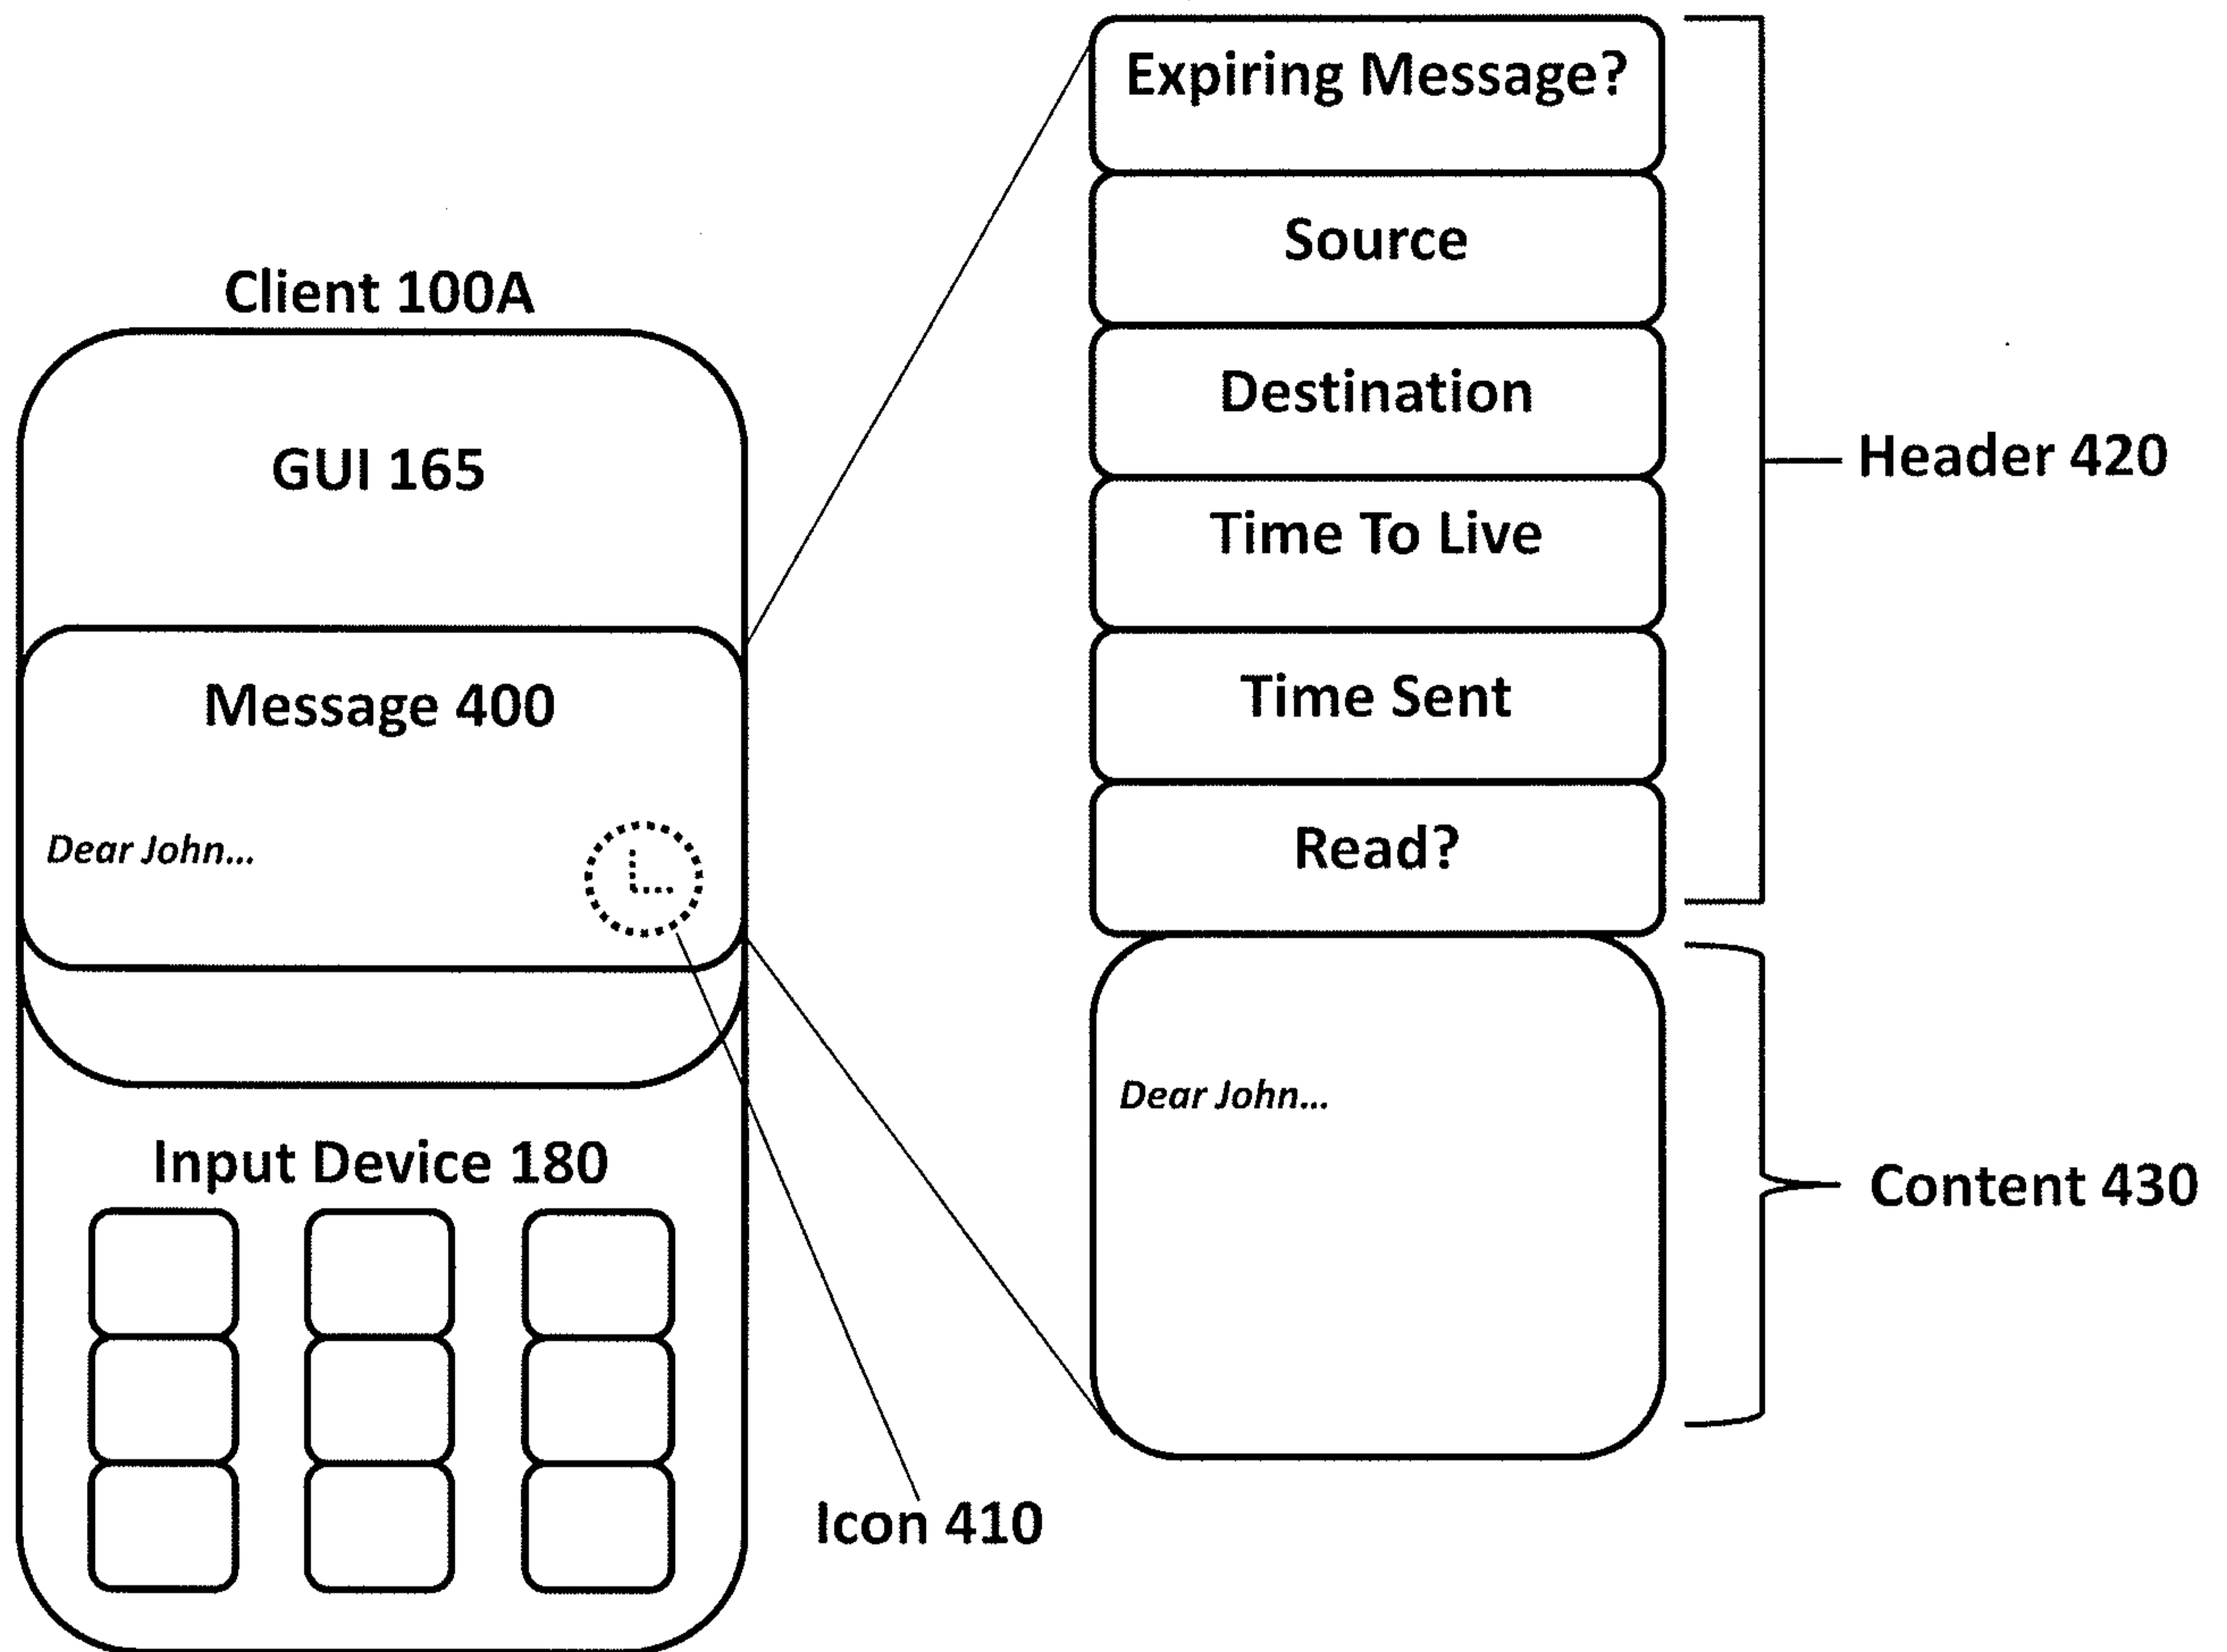 Client 100A
GUI 165
Message 400
Dear John...
Input Device 180
Icon 410
Expiring Message?
Source
Destination
Time To Live
Time Sent
Read?
Header 420
Dear John...
Content 430